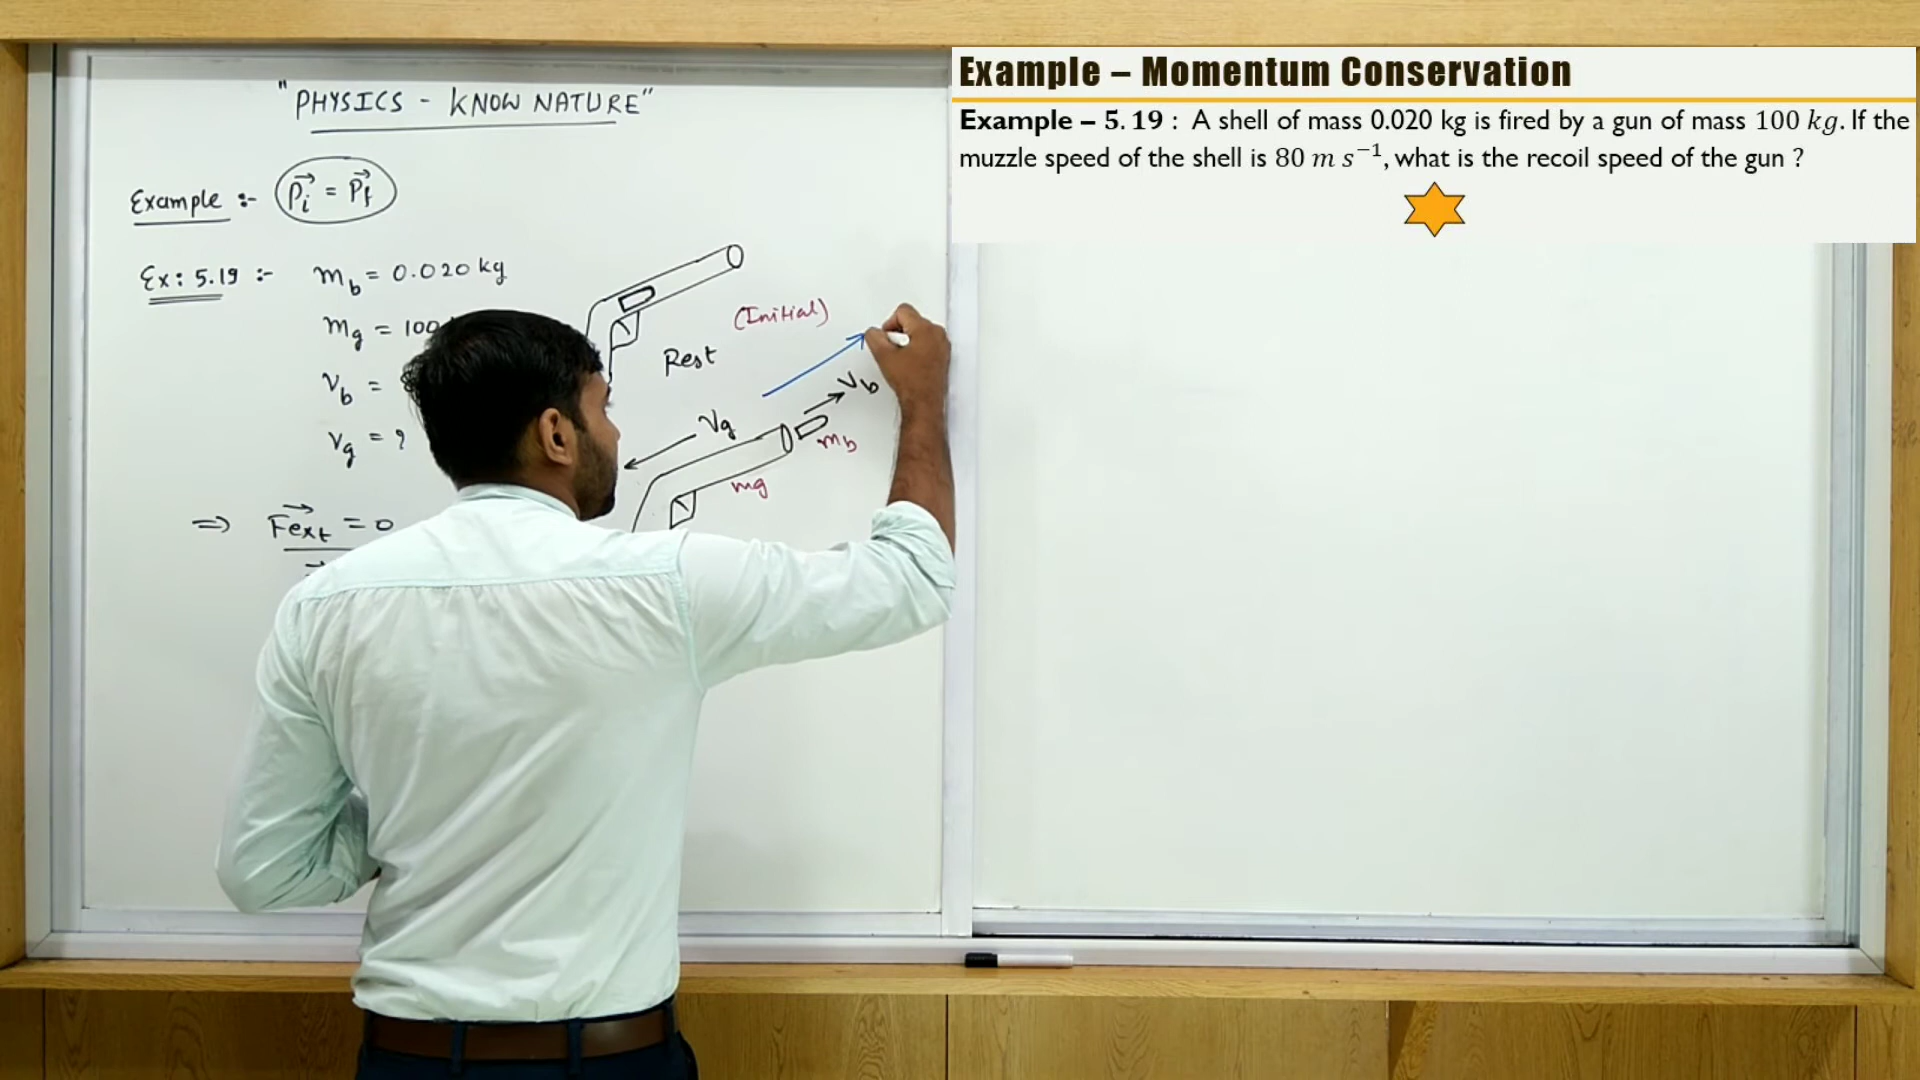 "PHYSICS - KNOW NATURE"
Example :- P⃗i = P⃗f
Ex: 5.19 :- mb = 0.020 kg
mg = 100
vb =
vg = ?
⇒ F⃗ext = 0
(Initial)
Rest
Vg
Vb
mb
mg
Example – Momentum Conservation
Example – 5.19 : A shell of mass 0.020 kg is fired by a gun of mass 100 kg. If the
muzzle speed of the shell is 80 m s⁻¹, what is the recoil speed of the gun ?